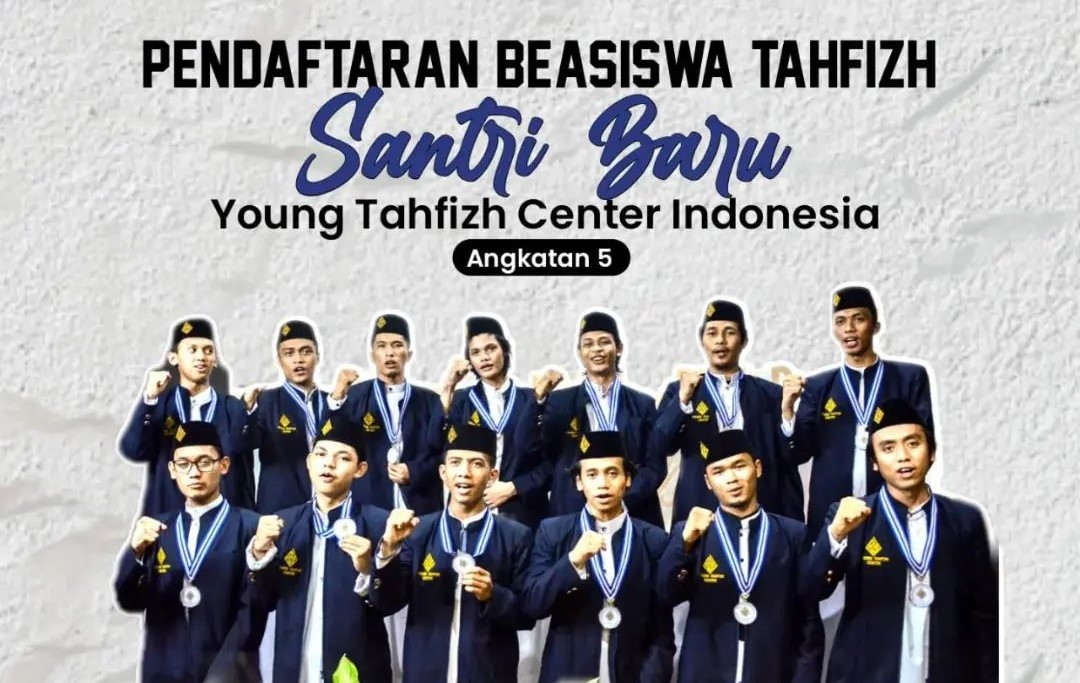 PENDAFTARAN BEASISWA TAHFIZH
Santri Baru
Young Tahfizh Center Indonesia
Angkatan 5